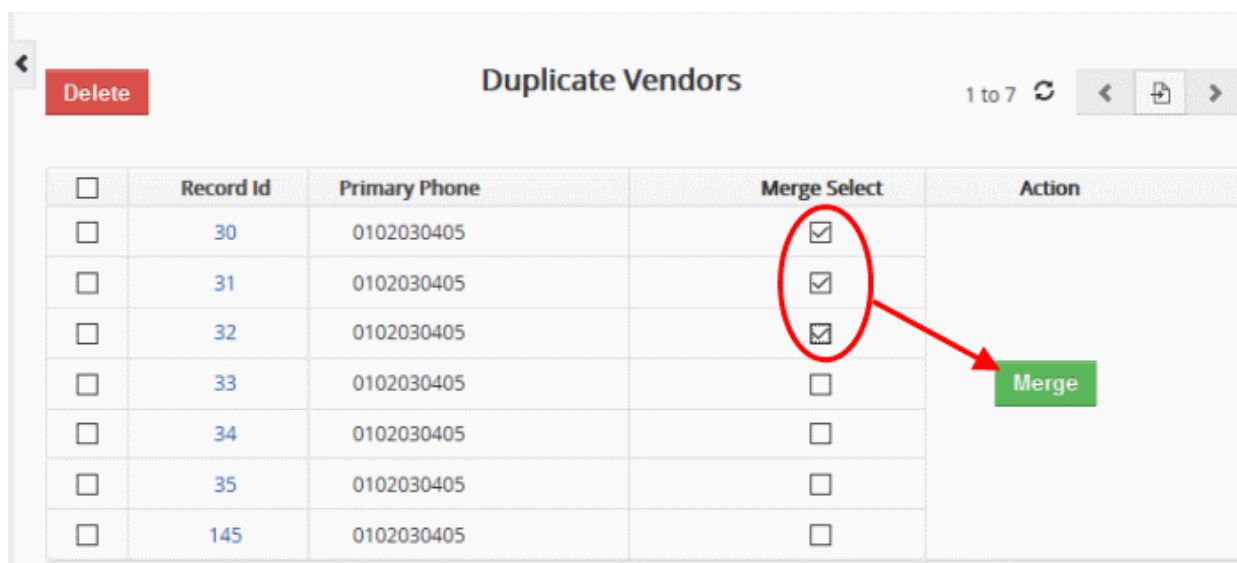 Delete
Duplicate Vendors
1 to 7
Record Id Primary Phone Merge Select Action
30 0102030405
31 0102030405
32 0102030405
33 0102030405
Merge
34 0102030405
35 0102030405
145 0102030405